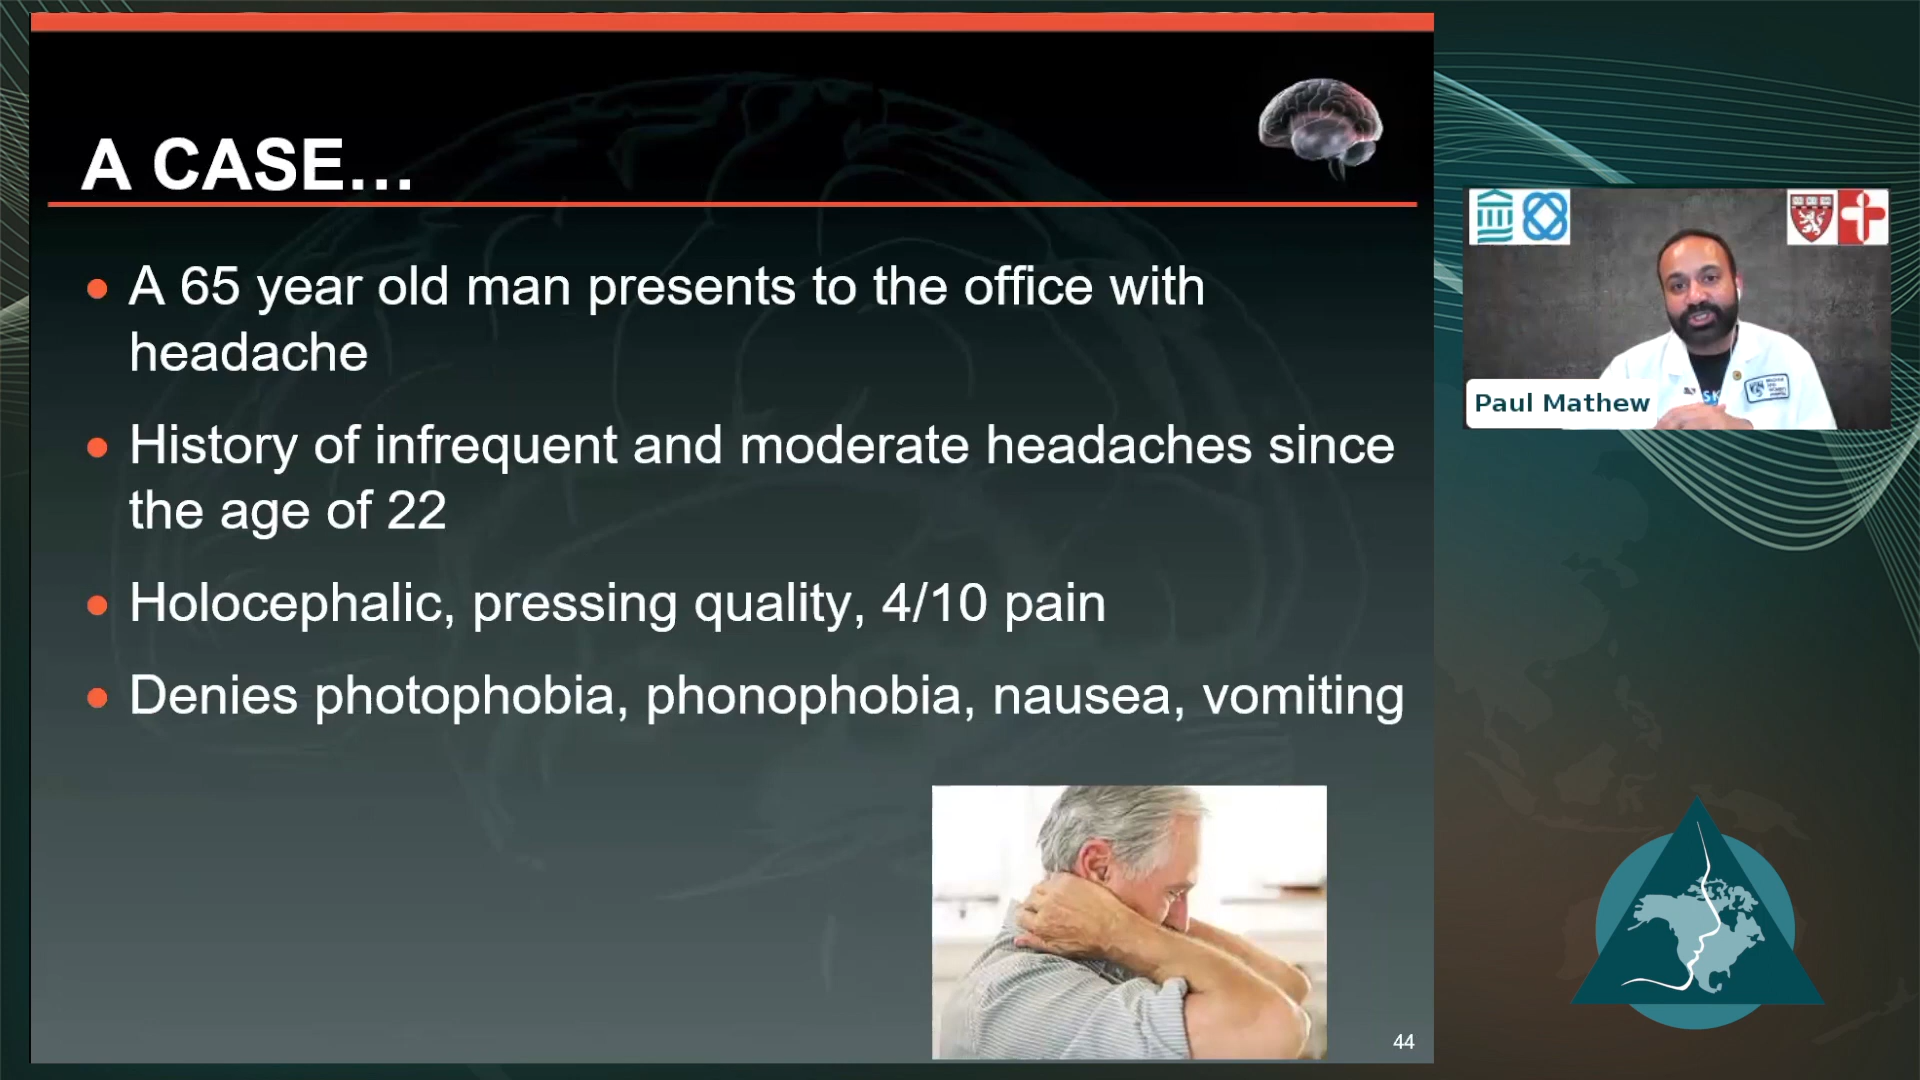 A CASE...
A 65 year old man presents to the office with
headache
History of infrequent and moderate headaches since
the age of 22
Holocephalic, pressing quality, 4/10 pain
Denies photophobia, phonophobia, nausea, vomiting
44
Paul Mathew